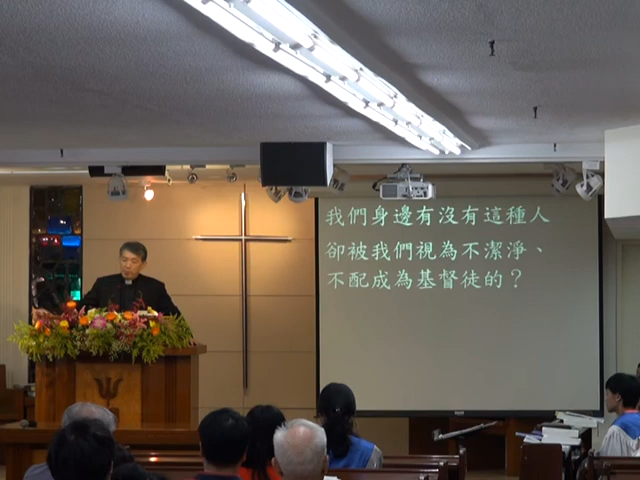 我們身邊有沒有這種人
卻被我們視為不潔淨、
不配成為基督徒的？